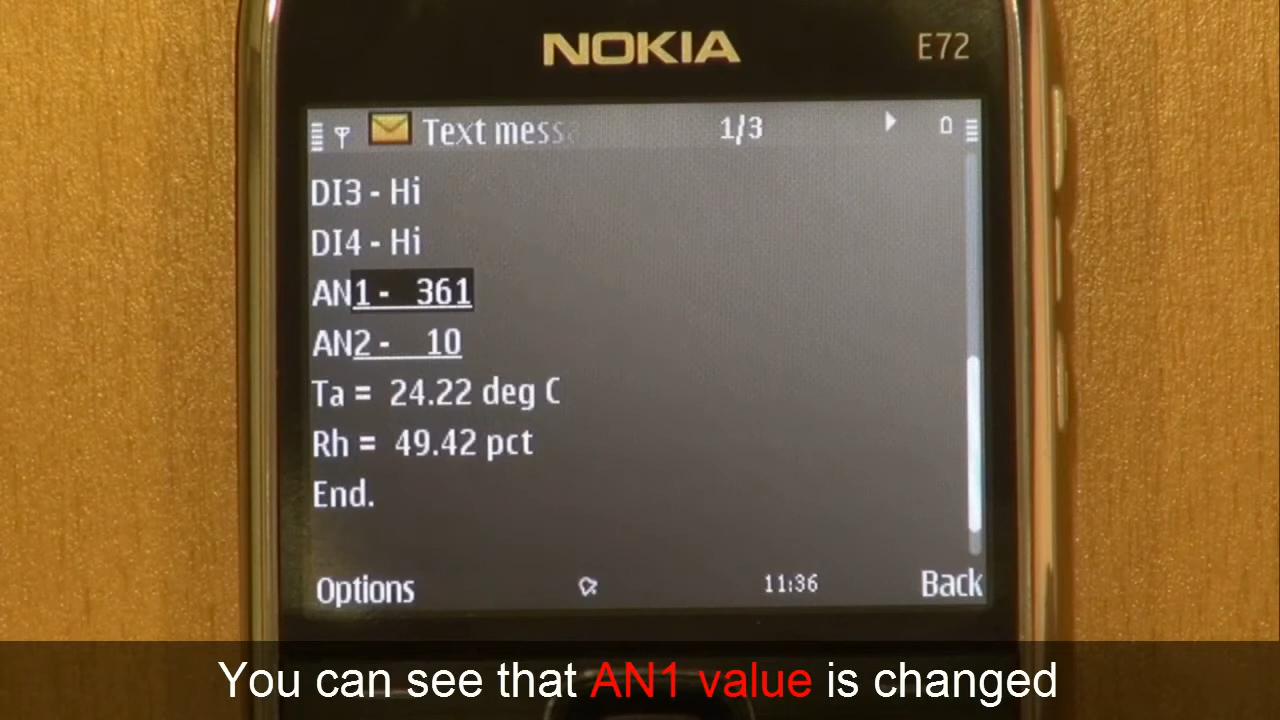 NOKIA E72
Text mess 1/3
DI3 - Hi
DI4 - Hi
AN1 - 361
AN2 - 10
Ta = 24.22 deg C
Rh = 49.42 pct
End.
Options 11:36 Back
You can see that AN1 value is changed